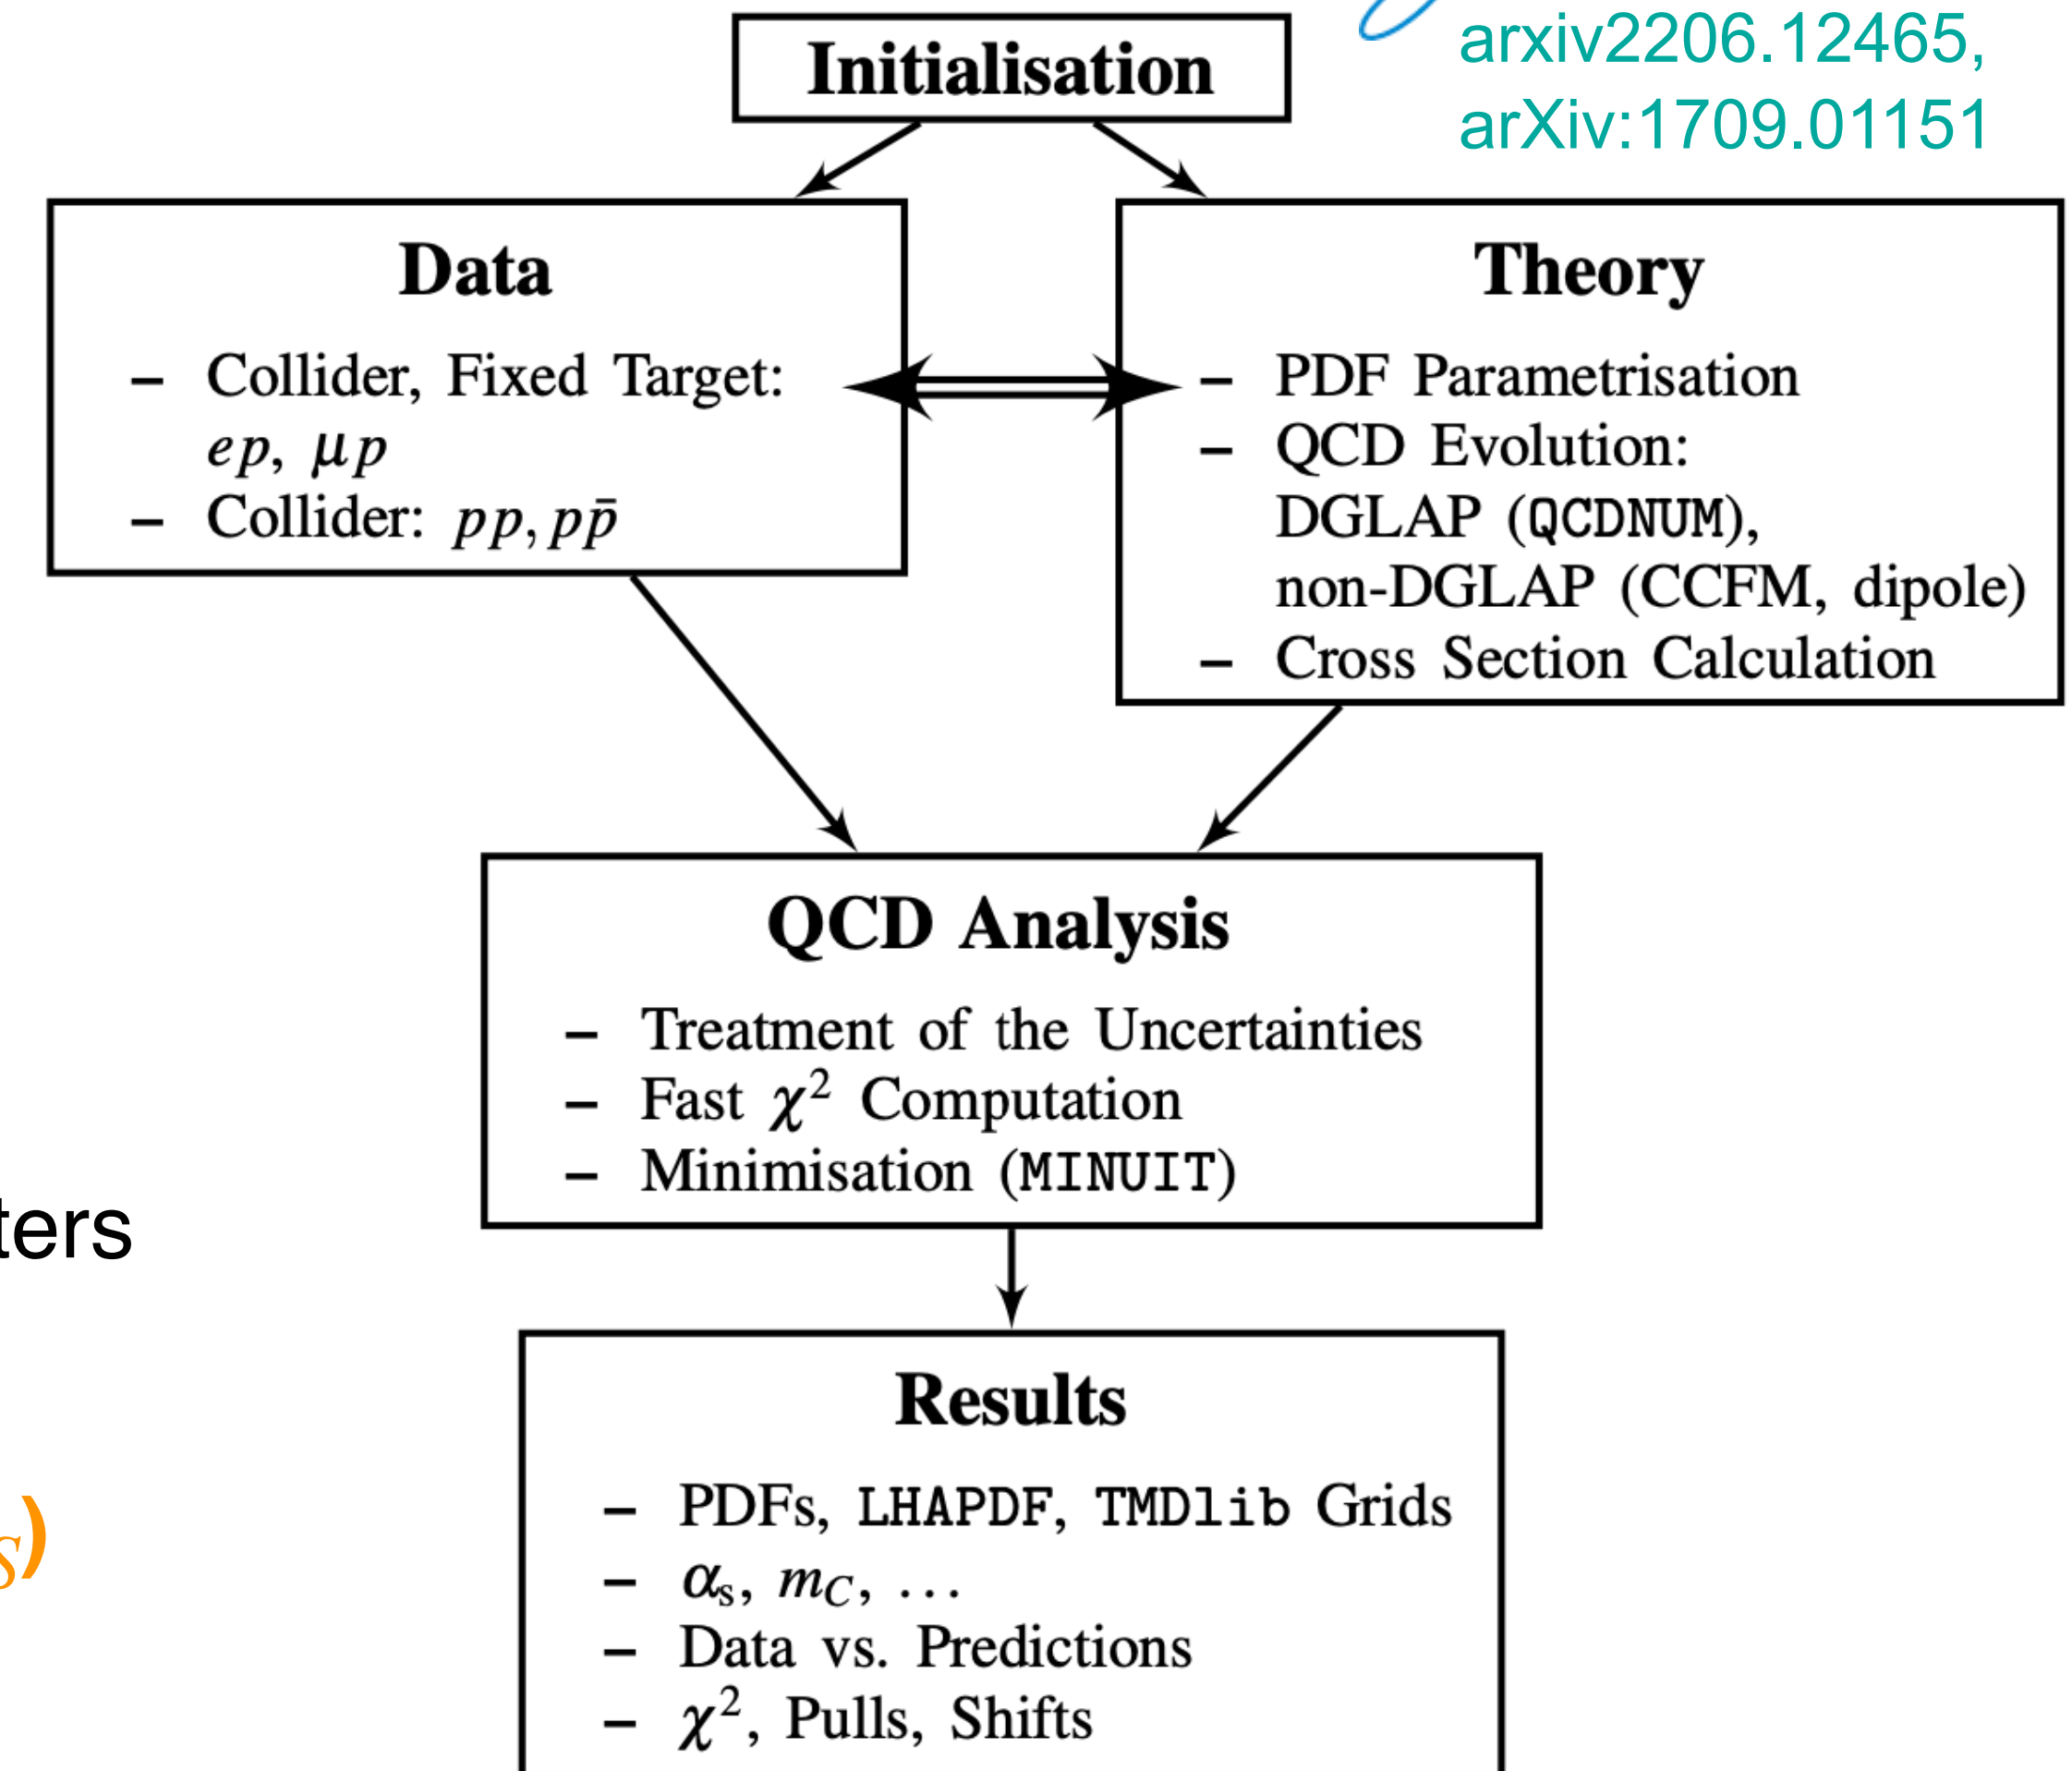 Initialisation
arxiv2206.12465,
arXiv:1709.01151
Data
– Collider, Fixed Target:
ep, μp
– Collider: pp, pp̄
Theory
– PDF Parametrisation
– QCD Evolution:
DGLAP (QCDNUM),
non-DGLAP (CCFM, dipole)
– Cross Section Calculation
QCD Analysis
– Treatment of the Uncertainties
– Fast χ² Computation
– Minimisation (MINUIT)
ters
s)
Results
– PDFs, LHAPDF, TMDlib Grids
– αs, mC, ...
– Data vs. Predictions
– χ², Pulls, Shifts